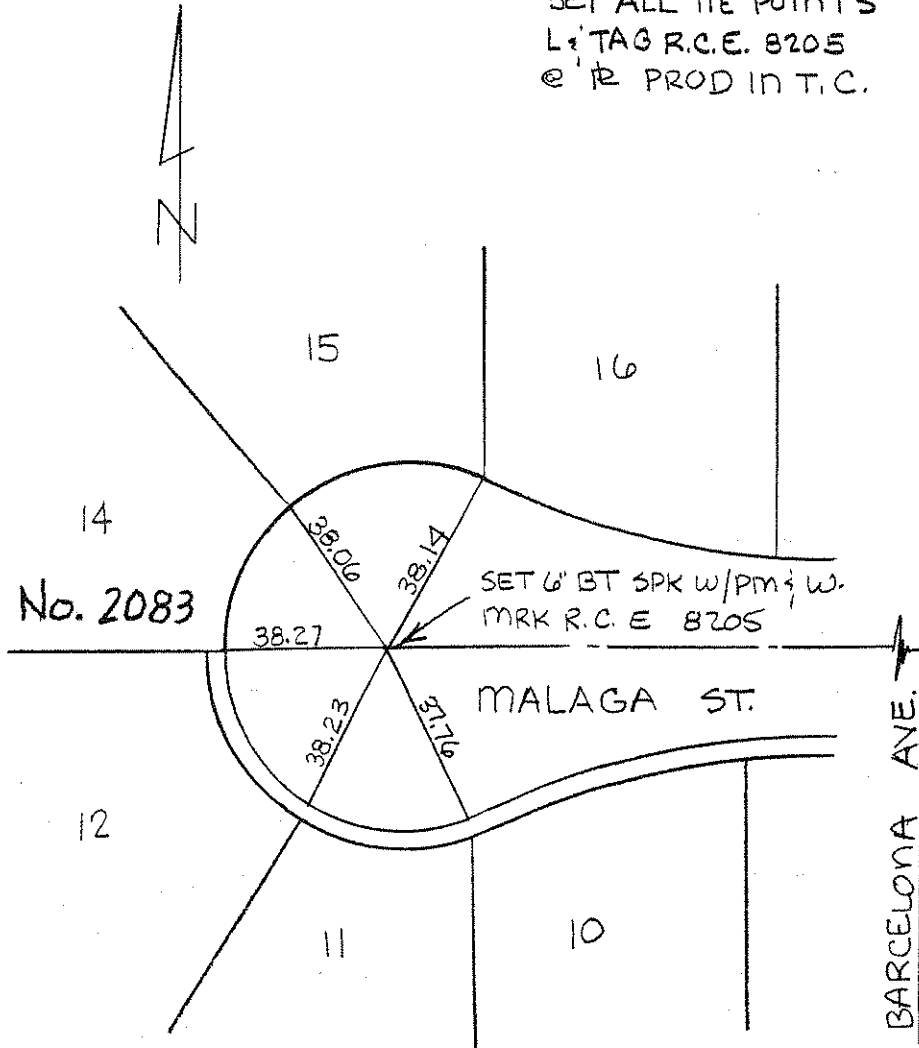 SET ALL TIE POINTS
L & TAG R.C.E. 8205
@ PROD IN T.C.
N
15
16
14
38.06
38.14
No. 2083
SET 6" BT SPK W/PM & W.
MRK R.C.E 8205
38.27
MALAGA ST.
38.23
37.76
BARCELONA AVE.
12
11
10